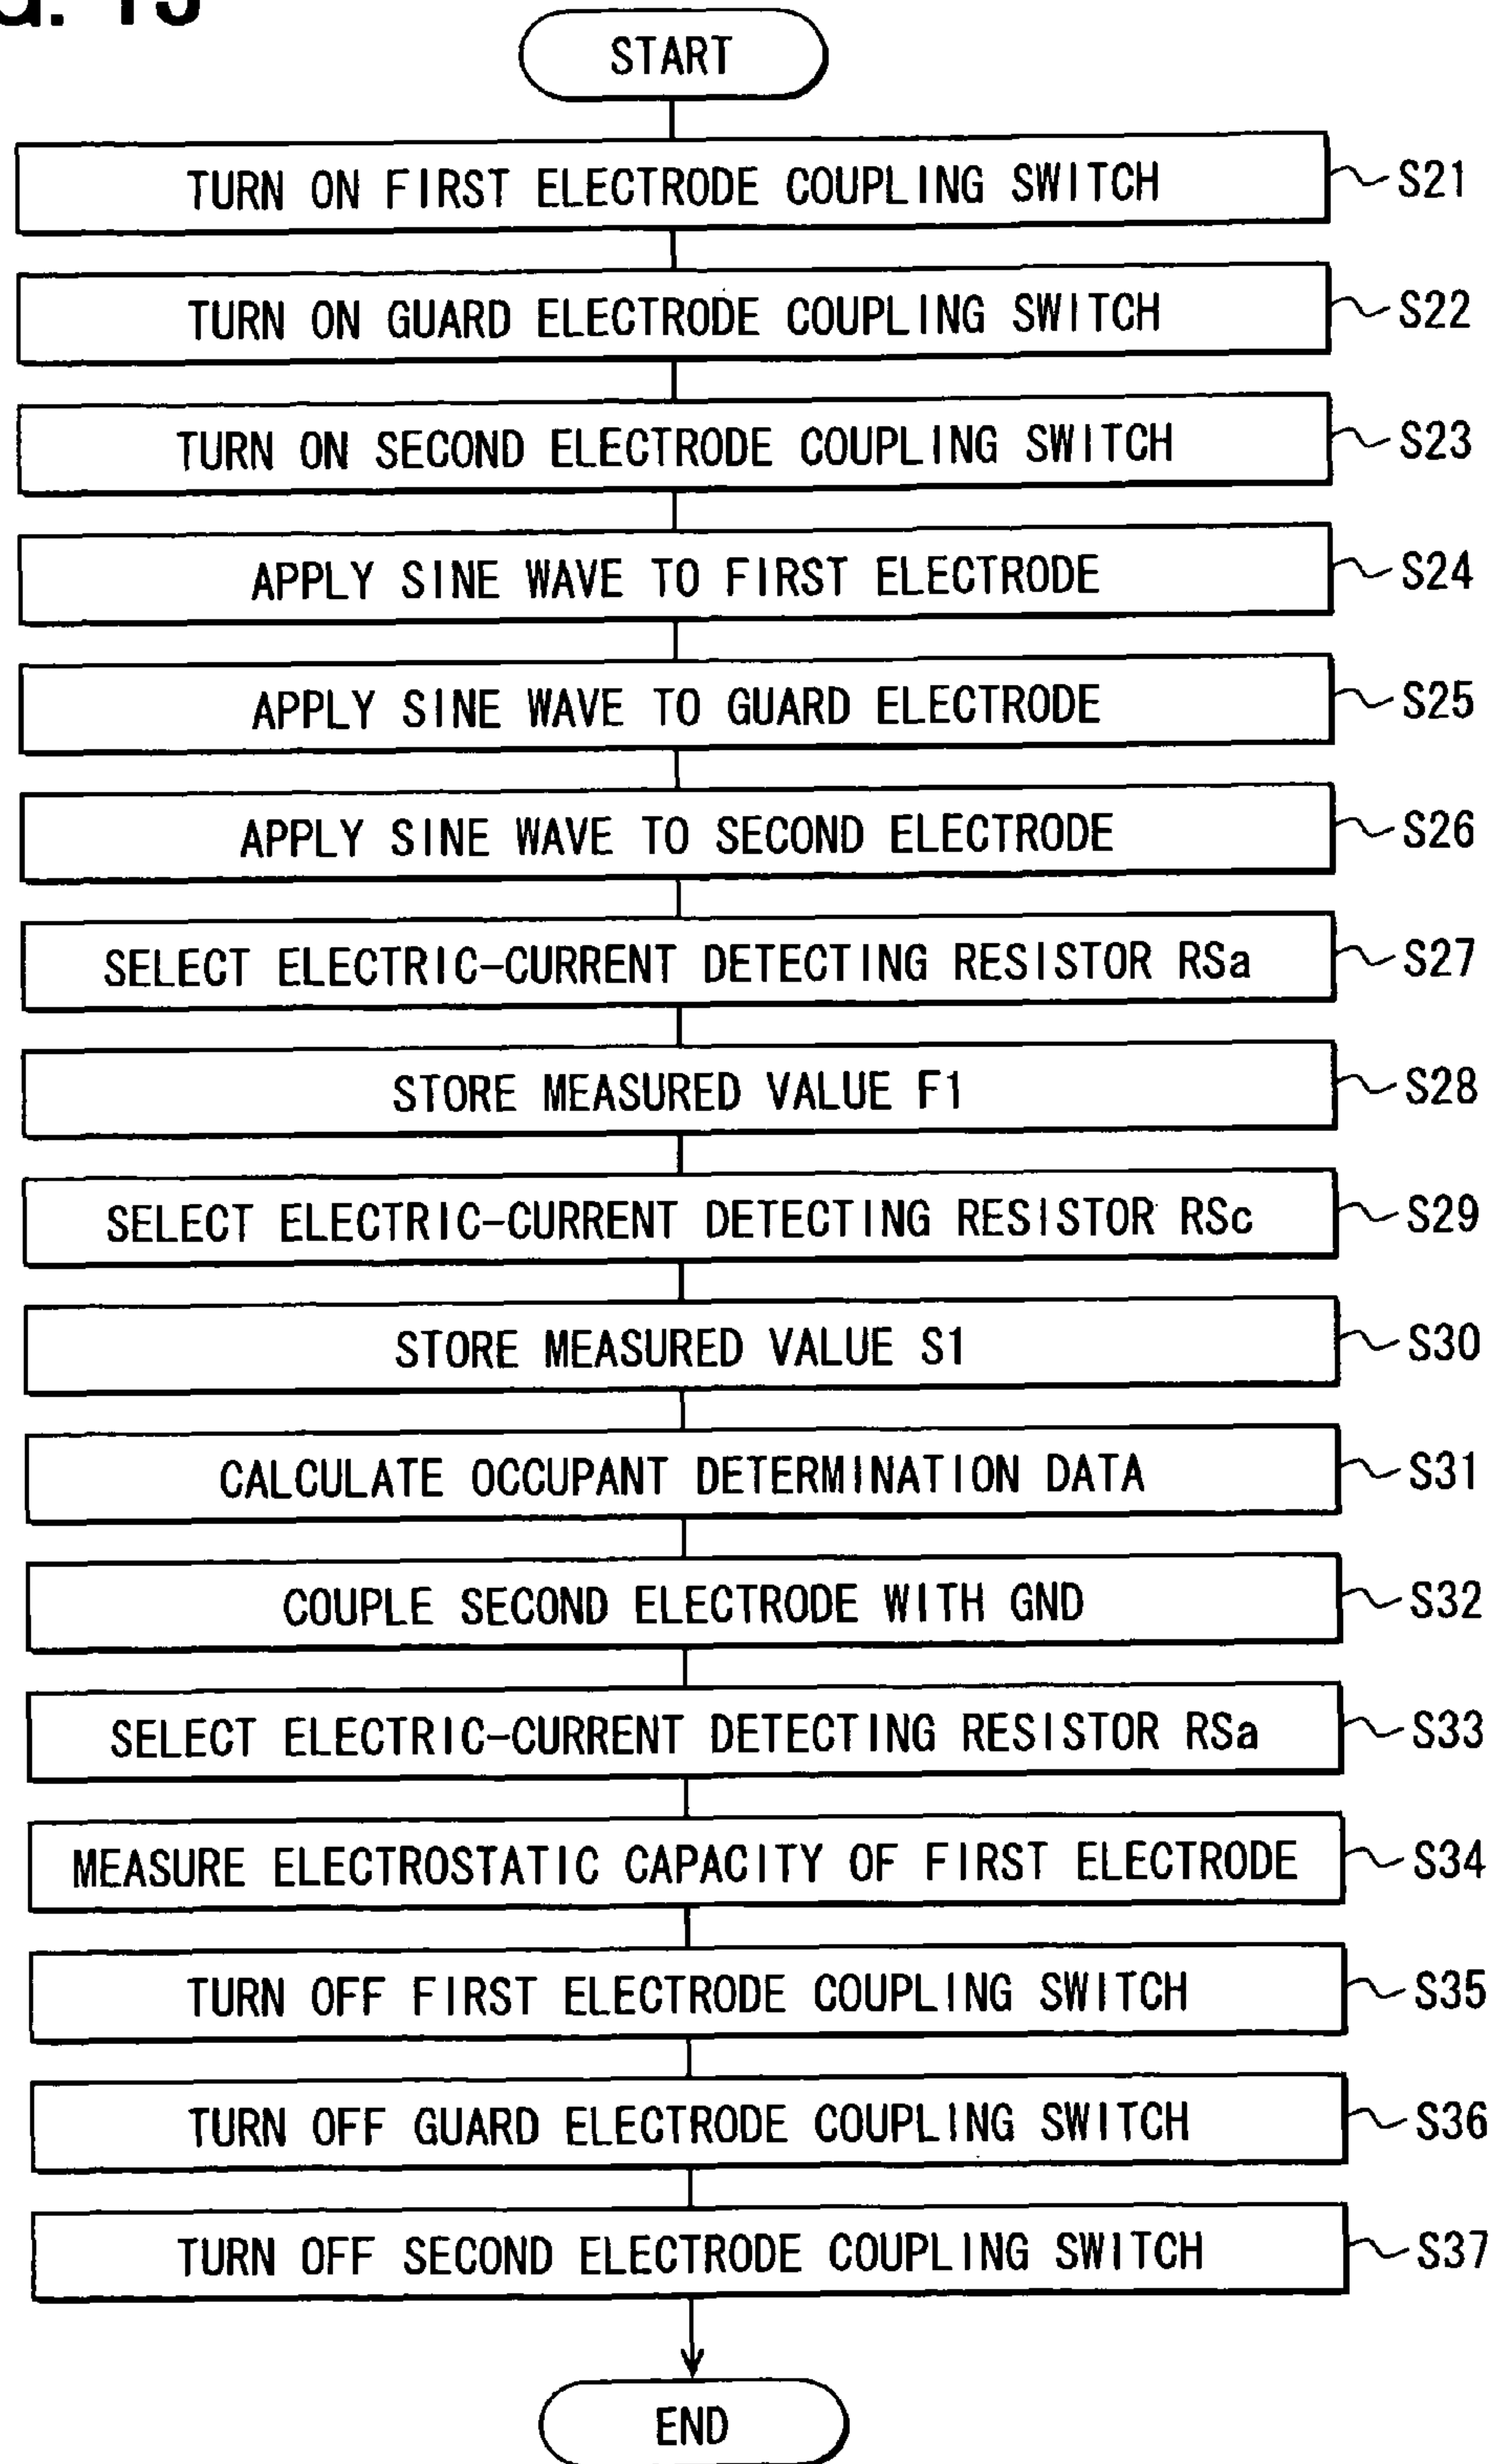 START
TURN ON FIRST ELECTRODE COUPLING SWITCH S21
TURN ON GUARD ELECTRODE COUPLING SWITCH S22
TURN ON SECOND ELECTRODE COUPLING SWITCH S23
APPLY SINE WAVE TO FIRST ELECTRODE S24
APPLY SINE WAVE TO GUARD ELECTRODE S25
APPLY SINE WAVE TO SECOND ELECTRODE S26
SELECT ELECTRIC-CURRENT DETECTING RESISTOR RSa S27
STORE MEASURED VALUE F1 S28
SELECT ELECTRIC-CURRENT DETECTING RESISTOR RSc S29
STORE MEASURED VALUE S1 S30
CALCULATE OCCUPANT DETERMINATION DATA S31
COUPLE SECOND ELECTRODE WITH GND S32
SELECT ELECTRIC-CURRENT DETECTING RESISTOR RSa S33
MEASURE ELECTROSTATIC CAPACITY OF FIRST ELECTRODE S34
TURN OFF FIRST ELECTRODE COUPLING SWITCH S35
TURN OFF GUARD ELECTRODE COUPLING SWITCH S36
TURN OFF SECOND ELECTRODE COUPLING SWITCH S37
END